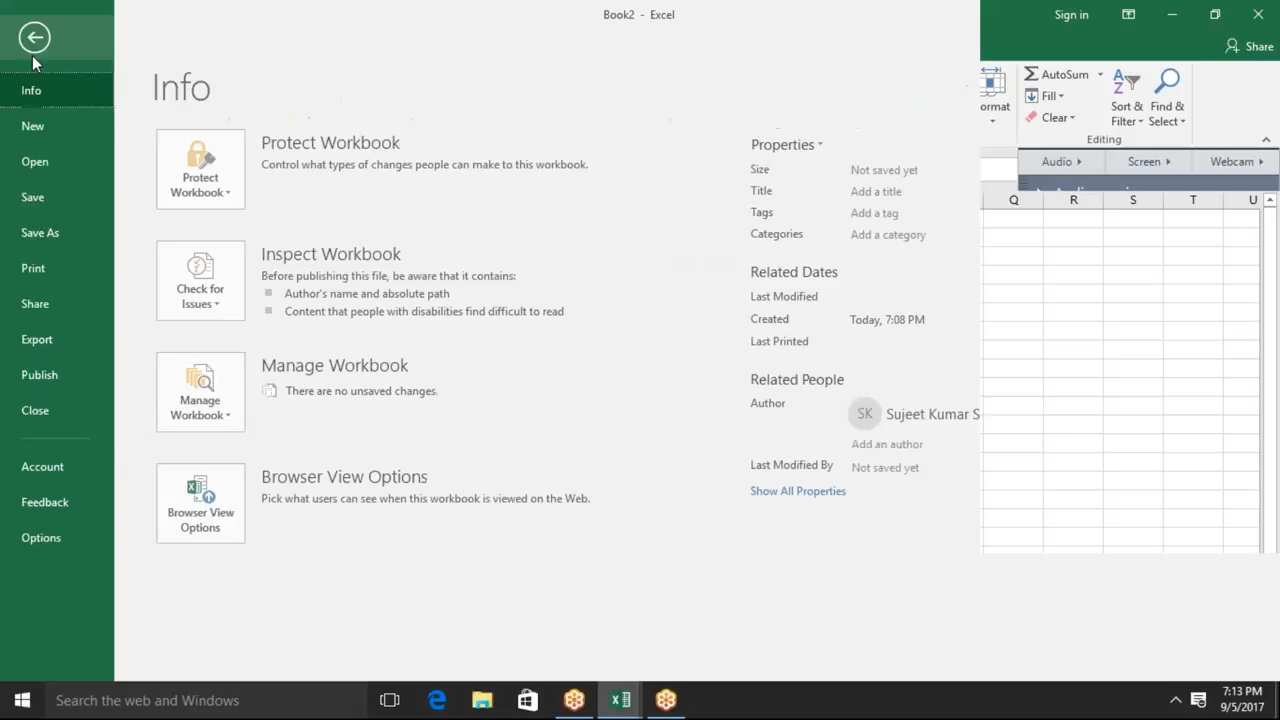 Book2 - Excel
Sign in
Share
Info
New
Open
Save
Save As
Print
Share
Export
Publish
Close
Account
Feedback
Options
Info
Protect Workbook
Protect Workbook
Control what types of changes people can make to this workbook.
Check for Issues
Inspect Workbook
Before publishing this file, be aware that it contains:
Author's name and absolute path
Content that people with disabilities find difficult to read
Manage Workbook
Manage Workbook
There are no unsaved changes.
Browser View Options
Browser View Options
Pick what users can see when this workbook is viewed on the Web.
Properties
Size Not saved yet
Title Add a title
Tags Add a tag
Categories Add a category
Related Dates
Last Modified
Created Today, 7:08 PM
Last Printed
Related People
Author SK Sujeet Kumar S
Add an author
Last Modified By Not saved yet
Show All Properties
ormat
AutoSum
Fill
Clear
Sort & Filter
Find & Select
Editing
Audio Screen Webcam
Q R S T U
Search the web and Windows
7:13 PM
9/5/2017